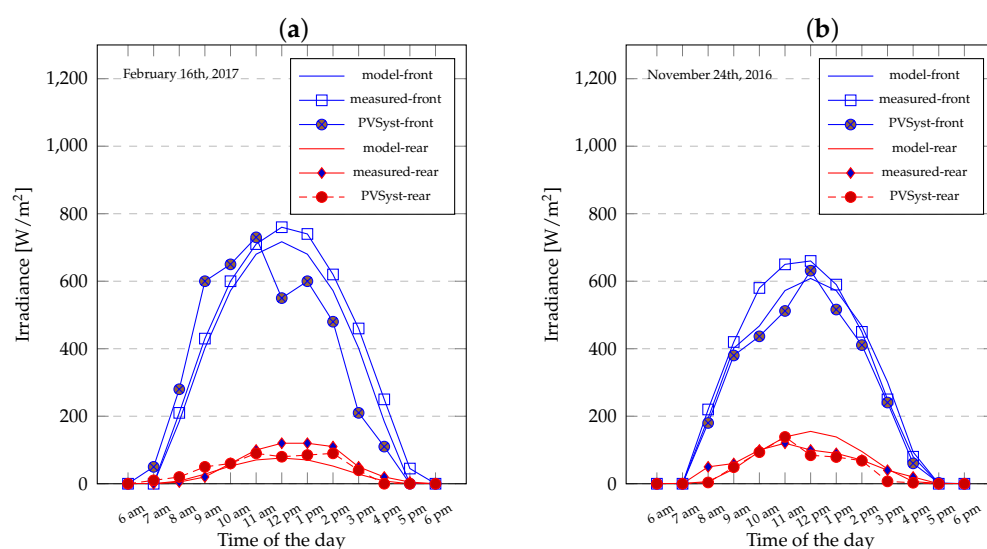 (a)
February 16th, 2017
model-front
measured-front
PVSyst-front
model-rear
measured-rear
PVSyst-rear
1,200
1,000
800
600
400
200
0
Irradiance [W/m²]
6 am
7 am
8 am
9 am
10 am
11 am
12 pm
1 pm
2 pm
3 pm
4 pm
5 pm
6 pm
Time of the day
(b)
November 24th, 2016
model-front
measured-front
PVSyst-front
model-rear
measured-rear
PVSyst-rear
1,200
1,000
800
600
400
200
0
Irradiance [W/m²]
6 am
7 am
8 am
9 am
10 am
11 am
12 pm
1 pm
2 pm
3 pm
4 pm
5 pm
6 pm
Time of the day